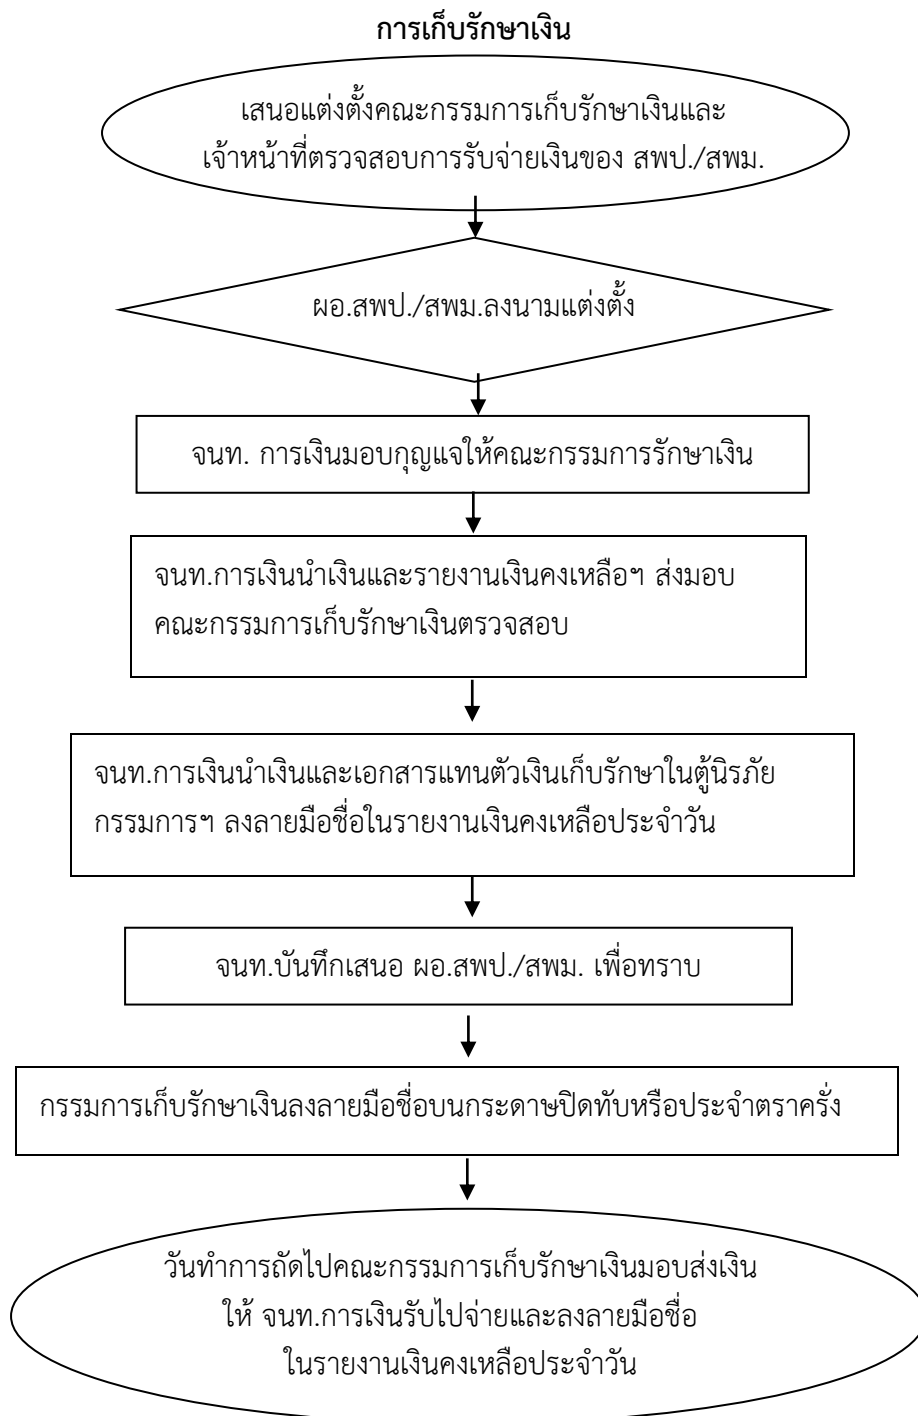 การเก็บรักษาเงิน
เสนอแต่งตั้งคณะกรรมการเก็บรักษาเงินและ
เจ้าหน้าที่ตรวจสอบการรับจ่ายเงินของ สพป./สพม.
ผอ.สพป./สพม.ลงนามแต่งตั้ง
จนท. การเงินมอบกุญแจให้คณะกรรมการรักษาเงิน
จนท.การเงินนำเงินและรายงานเงินคงเหลือฯ ส่งมอบ
คณะกรรมการเก็บรักษาเงินตรวจสอบ
จนท.การเงินนำเงินและเอกสารแทนตัวเงินเก็บรักษาในตู้นิรภัย
กรรมการฯ ลงลายมือชื่อในรายงานเงินคงเหลือประจำวัน
จนท.บันทึกเสนอ ผอ.สพป./สพม. เพื่อทราบ
กรรมการเก็บรักษาเงินลงลายมือชื่อบนกระดาษปิดทับหรือประจำตราครั่ง
วันทำการถัดไปคณะกรรมการเก็บรักษาเงินมอบส่งเงิน
ให้ จนท.การเงินรับไปจ่ายและลงลายมือชื่อ
ในรายงานเงินคงเหลือประจำวัน